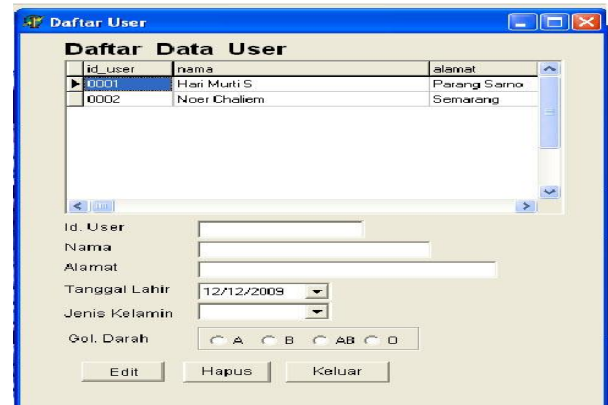 Daftar User
Daftar Data User
id_user nama alamat
0001 Hari Murti S Parang Sarno
0002 Noer Chaliem Semarang
Id. User
Nama
Alamat
Tanggal Lahir 12/12/2009
Jenis Kelamin
Gol. Darah A B AB O
Edit Hapus Keluar